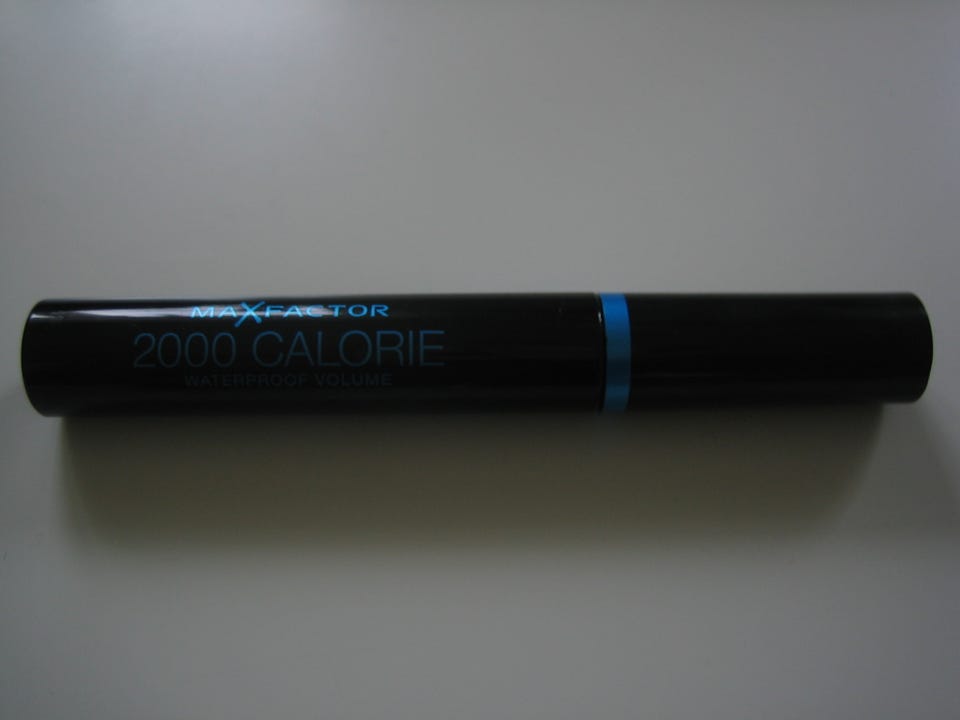 MAXFACTOR
2000 CALORIE
WATERPROOF VOLUME